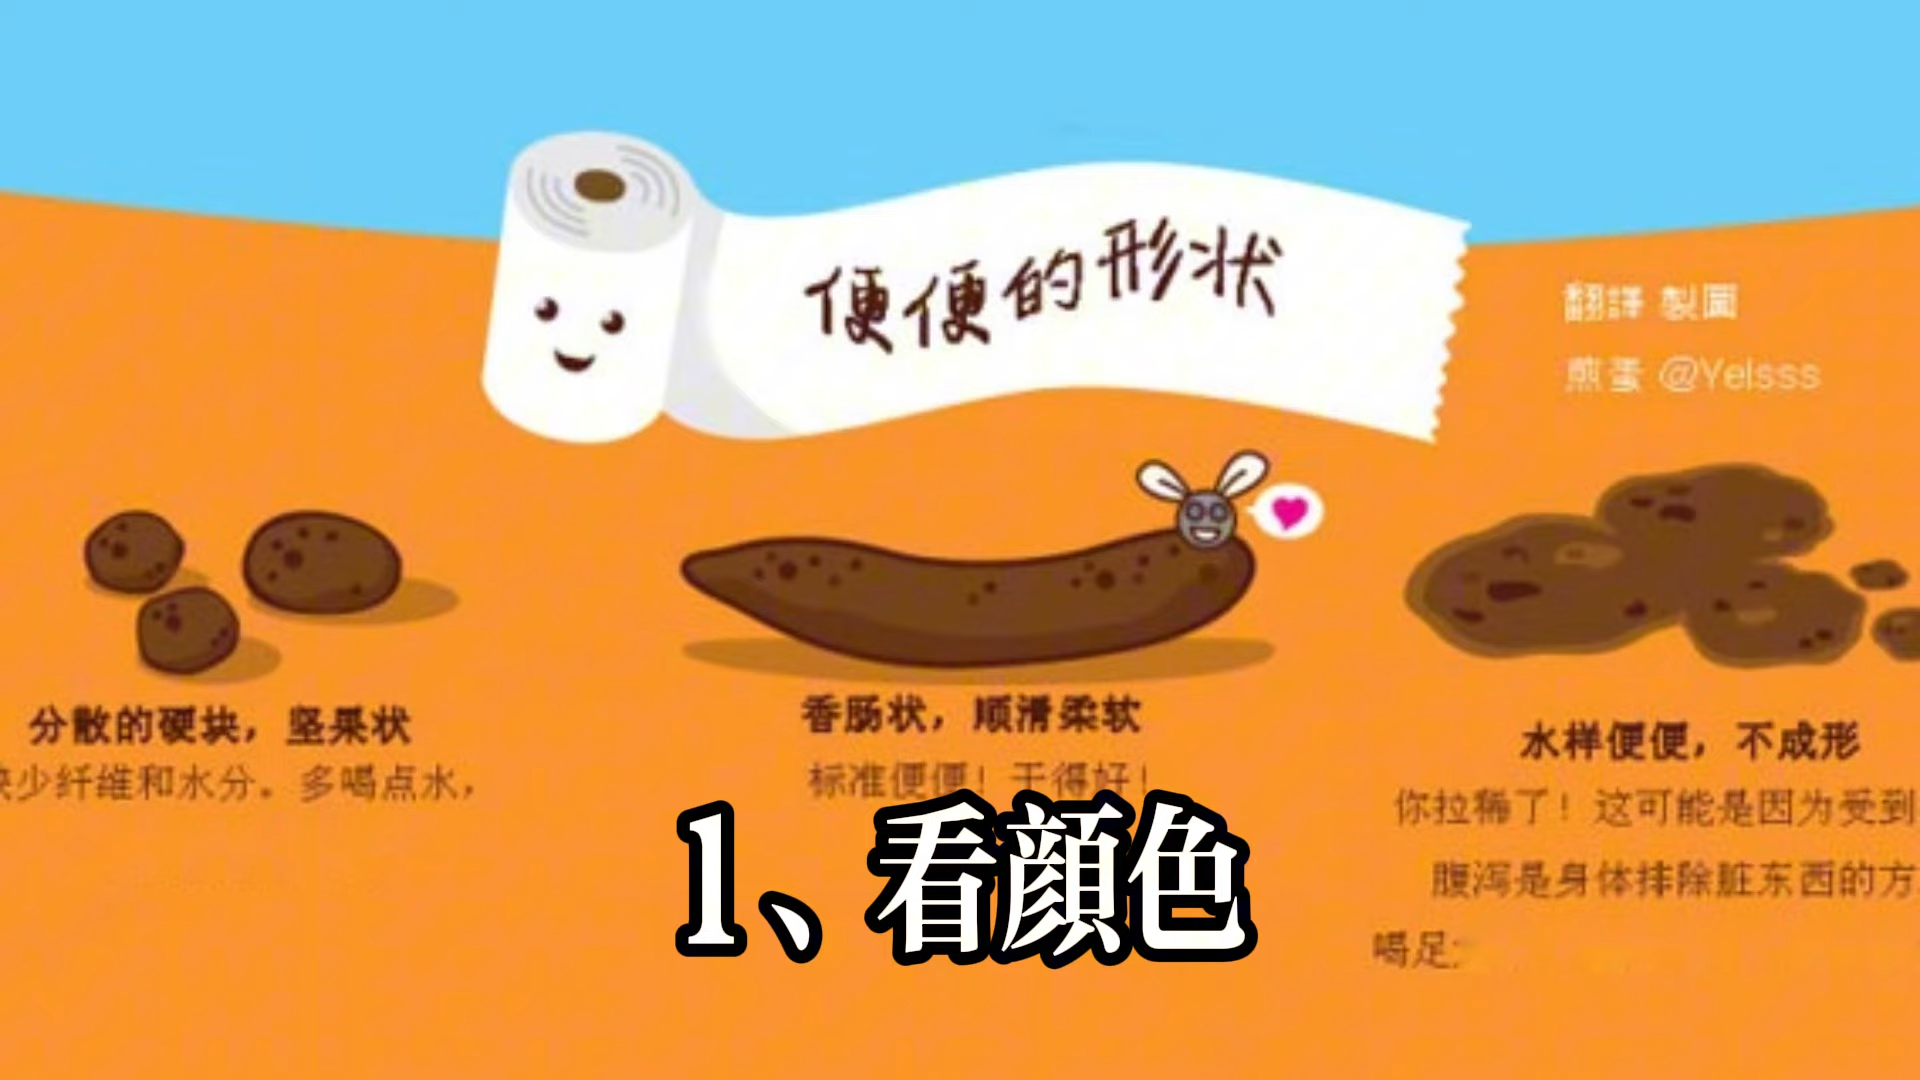 便便的形状
翻譯 製圖
煎蛋 @Yelsss
分散的硬块，坚果状
缺少纤维和水分。多喝点水，
香肠状，顺滑柔软
标准便便！干得好！
水样便便，不成形
你拉稀了！这可能是因为受到
腹泻是身体排除脏东西的方
喝足
1、看顔色